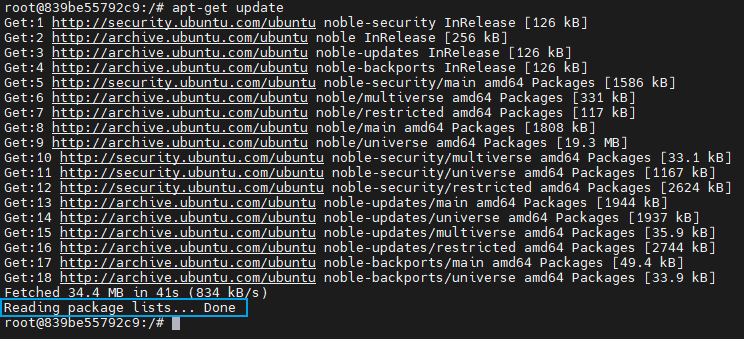 root@839be55792c9:/# apt-get update
Get:1 http://security.ubuntu.com/ubuntu noble-security InRelease [126 kB]
Get:2 http://archive.ubuntu.com/ubuntu noble InRelease [256 kB]
Get:3 http://archive.ubuntu.com/ubuntu noble-updates InRelease [126 kB]
Get:4 http://archive.ubuntu.com/ubuntu noble-backports InRelease [126 kB]
Get:5 http://security.ubuntu.com/ubuntu noble-security/main amd64 Packages [1586 kB]
Get:6 http://archive.ubuntu.com/ubuntu noble/multiverse amd64 Packages [331 kB]
Get:7 http://archive.ubuntu.com/ubuntu noble/restricted amd64 Packages [117 kB]
Get:8 http://archive.ubuntu.com/ubuntu noble/main amd64 Packages [1808 kB]
Get:9 http://archive.ubuntu.com/ubuntu noble/universe amd64 Packages [19.3 MB]
Get:10 http://security.ubuntu.com/ubuntu noble-security/multiverse amd64 Packages [33.1 kB]
Get:11 http://security.ubuntu.com/ubuntu noble-security/universe amd64 Packages [1167 kB]
Get:12 http://security.ubuntu.com/ubuntu noble-security/restricted amd64 Packages [2624 kB]
Get:13 http://archive.ubuntu.com/ubuntu noble-updates/main amd64 Packages [1944 kB]
Get:14 http://archive.ubuntu.com/ubuntu noble-updates/universe amd64 Packages [1937 kB]
Get:15 http://archive.ubuntu.com/ubuntu noble-updates/multiverse amd64 Packages [35.9 kB]
Get:16 http://archive.ubuntu.com/ubuntu noble-updates/restricted amd64 Packages [2744 kB]
Get:17 http://archive.ubuntu.com/ubuntu noble-backports/main amd64 Packages [49.4 kB]
Get:18 http://archive.ubuntu.com/ubuntu noble-backports/universe amd64 Packages [33.9 kB]
Fetched 34.4 MB in 41s (834 kB/s)
Reading package lists... Done
root@839be55792c9:/#